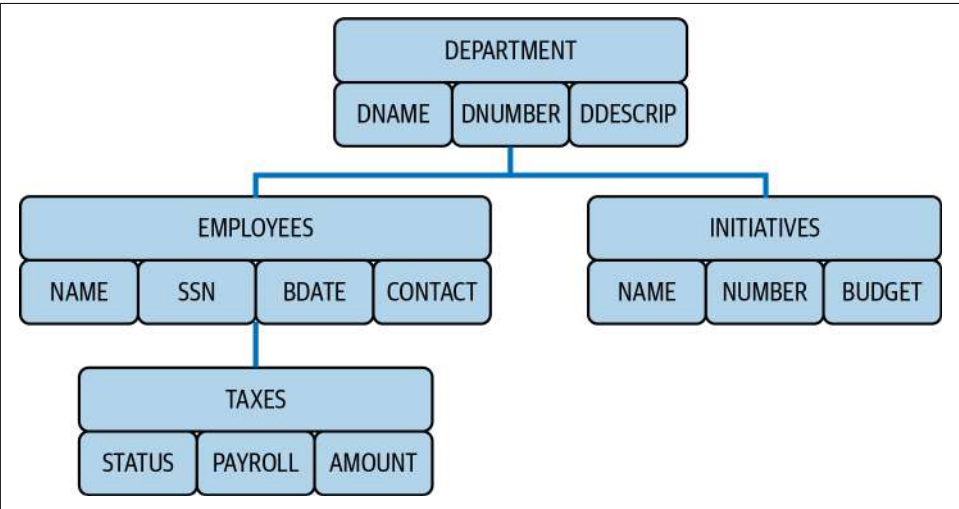 DEPARTMENT
DNAME DNUMBER DDESCRIP
EMPLOYEES
NAME SSN BDATE CONTACT
INITIATIVES
NAME NUMBER BUDGET
TAXES
STATUS PAYROLL AMOUNT